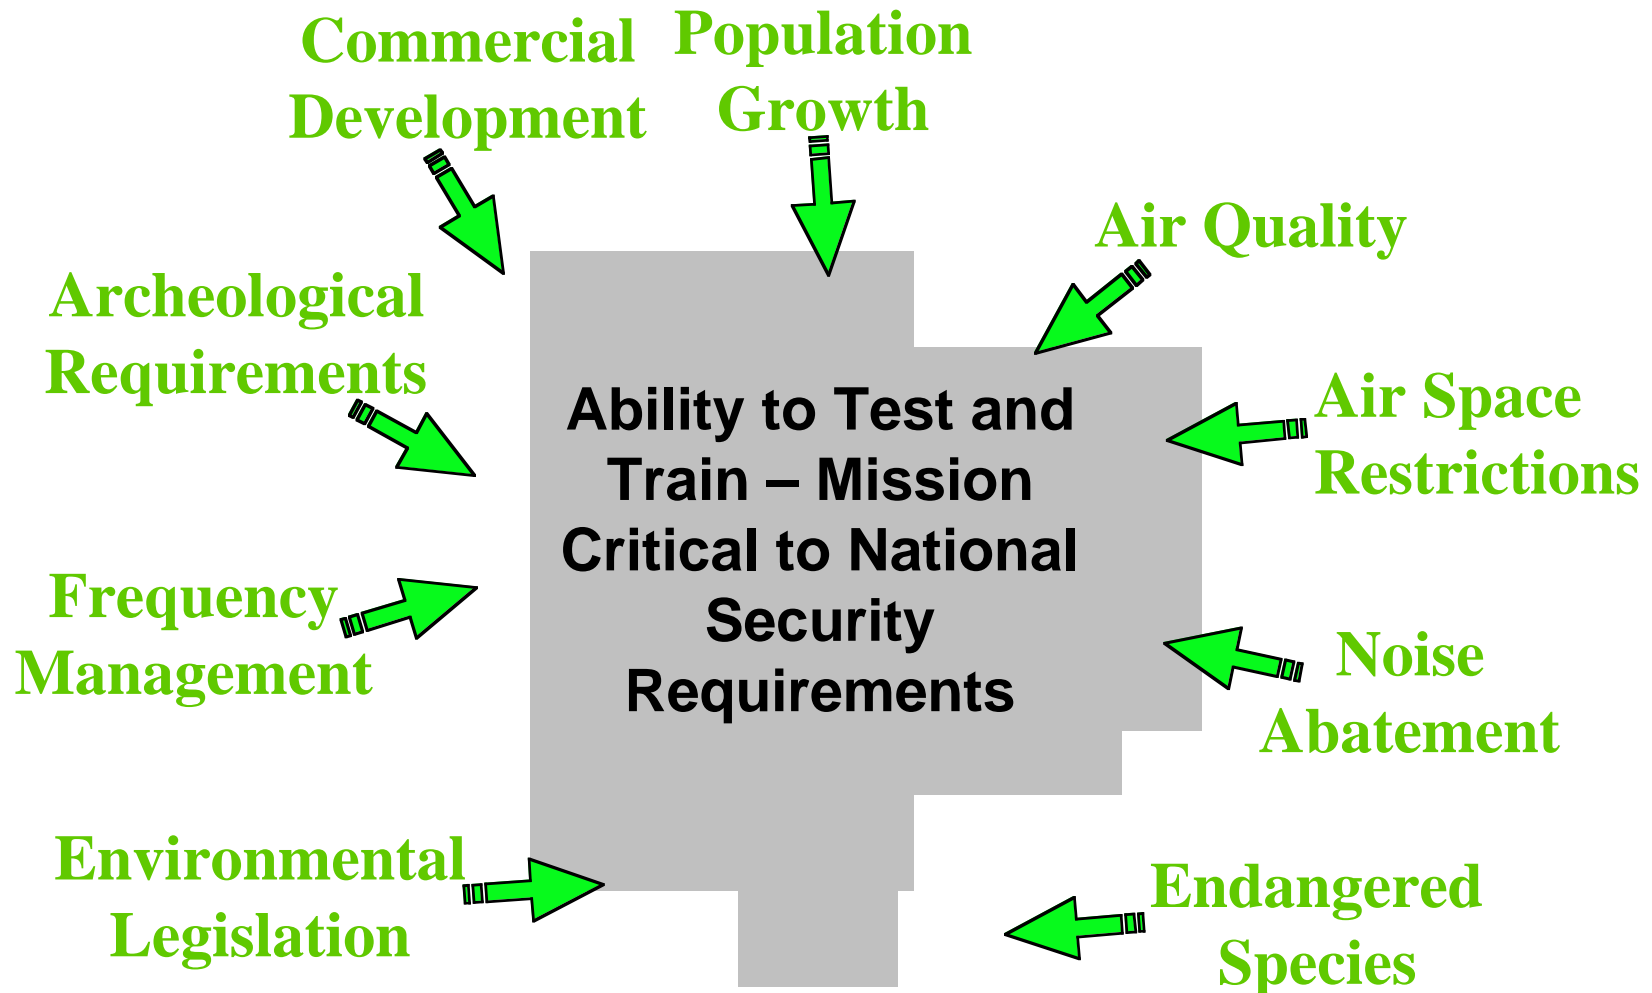 Commercial
Development
Population
Growth
Air Quality
Archeological
Requirements
Air Space
Restrictions
Ability to Test and
Train – Mission
Critical to National
Security
Requirements
Frequency
Management
Noise
Abatement
Environmental
Legislation
Endangered
Species